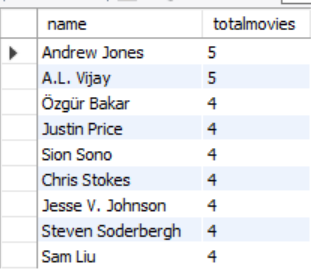 name totalmovies
Andrew Jones 5
A.L. Vijay 5
Özgür Bakar 4
Justin Price 4
Sion Sono 4
Chris Stokes 4
Jesse V. Johnson 4
Steven Soderbergh 4
Sam Liu 4